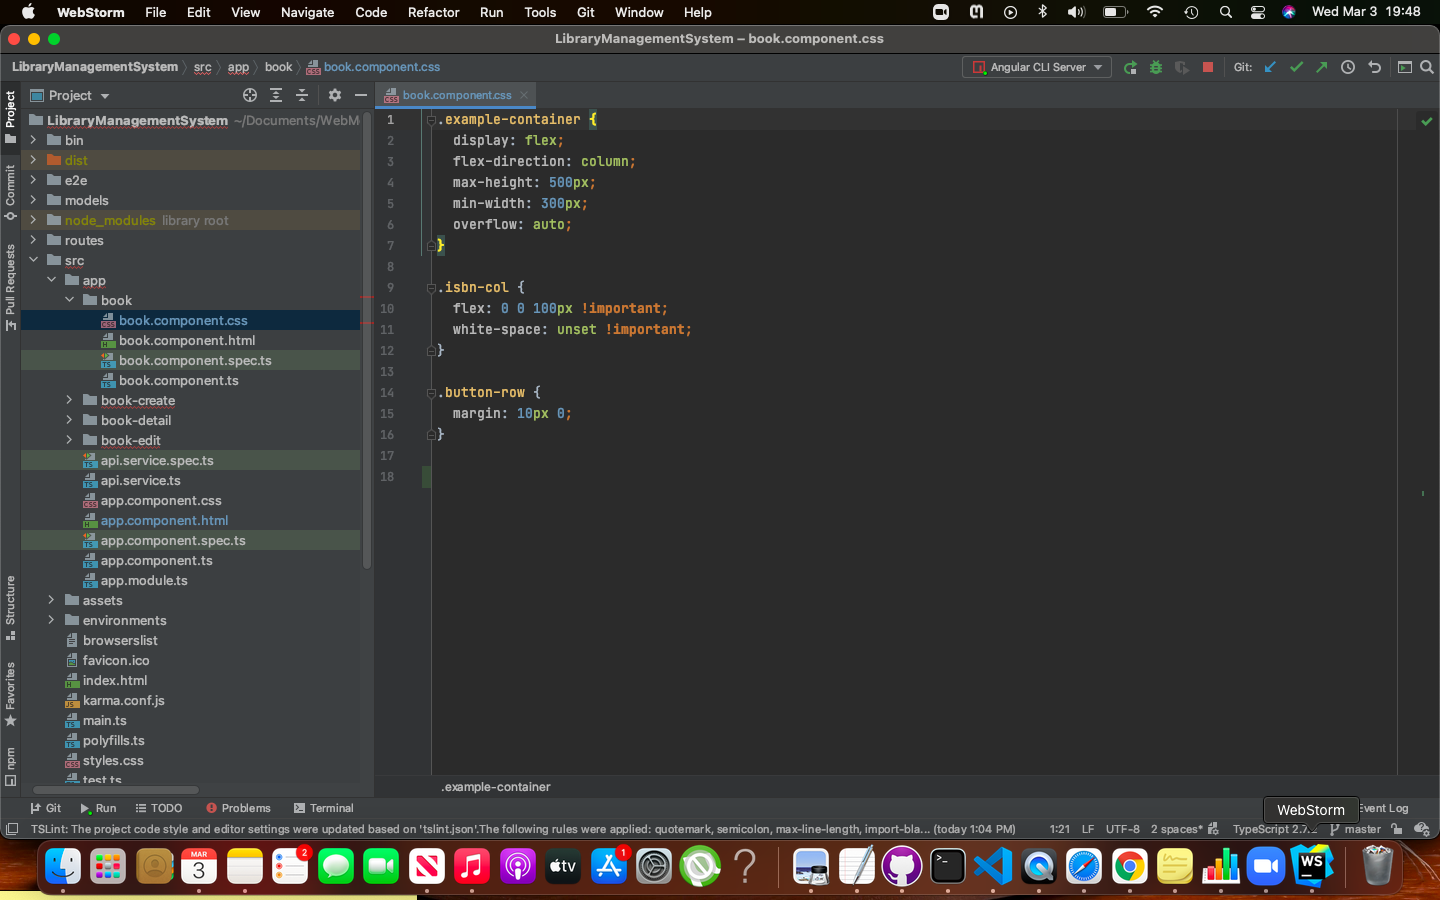 WebStorm File Edit View Navigate Code Refactor Run Tools Git Window Help Wed Mar 3 19:48
LibraryManagementSystem – book.component.css
LibraryManagementSystem src app book book.component.css Angular CLI Server Git:
Project book.component.css
LibraryManagementSystem ~/Documents/WebM
bin
dist
e2e
models
node_modules library root
routes
src
app
book
book.component.css
book.component.html
book.component.spec.ts
book.component.ts
book-create
book-detail
book-edit
api.service.spec.ts
api.service.ts
app.component.css
app.component.html
app.component.spec.ts
app.component.ts
app.module.ts
assets
environments
browserslist
favicon.ico
index.html
karma.conf.js
main.ts
polyfills.ts
styles.css
test.ts
Project
Commit
Pull Requests
Structure
Favorites
npm
1 .example-container {
2 display: flex;
3 flex-direction: column;
4 max-height: 500px;
5 min-width: 300px;
6 overflow: auto;
7 }
8
9 .isbn-col {
10 flex: 0 0 100px !important;
11 white-space: unset !important;
12 }
13
14 .button-row {
15 margin: 10px 0;
16 }
17
18
.example-container
Git Run TODO Problems Terminal Event Log
WebStorm
TSLint: The project code style and editor settings were updated based on 'tslint.json'.The following rules were applied: quotemark, semicolon, max-line-length, import-bla... (today 1:04 PM) 1:21 LF UTF-8 2 spaces* TypeScript 2.7.2 master
MAR
3
2
tv
1
WS